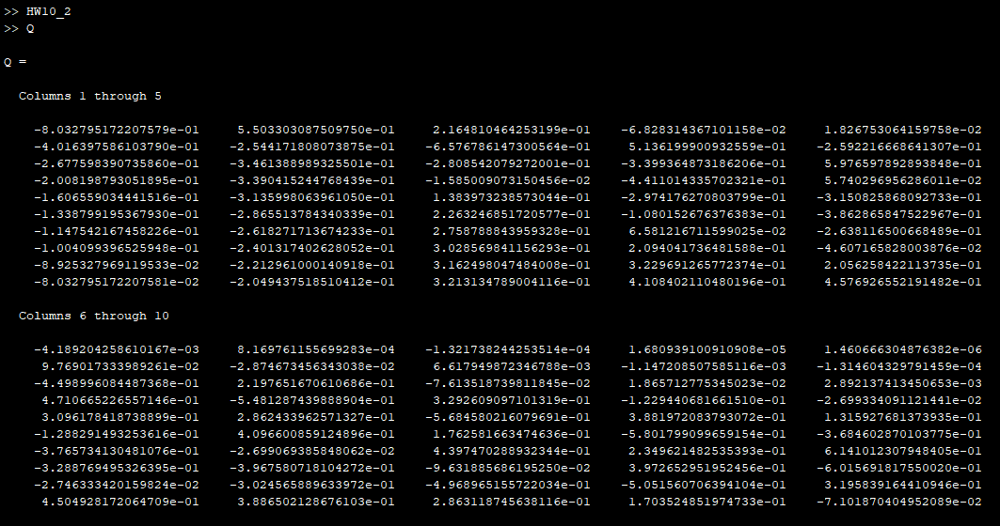 >> HW10_2
>> Q
Q =
Columns 1 through 5
-8.032795172207579e-01 5.503303087509750e-01 2.164810464253199e-01 -6.828314367101158e-02 1.826753064159758e-02
-4.016397586103790e-01 -2.544171808073875e-01 -6.576786147300564e-01 5.136199900932559e-01 -2.592216668641307e-01
-2.677598390735860e-01 -3.461388989325501e-01 -2.808542079272001e-01 -3.399364873186206e-01 5.976597892893848e-01
-2.008198793051895e-01 -3.390415244768439e-01 -1.585009073150456e-02 -4.411014335702321e-01 5.740296956286011e-02
-1.606559034441516e-01 -3.135998063961050e-01 1.383973238573044e-01 -2.974176270803799e-01 -3.150825868092733e-01
-1.338799195367930e-01 -2.865513784340339e-01 2.263246851720577e-01 -1.080152676376383e-01 -3.862865847522967e-01
-1.147542167458226e-01 -2.618271713674233e-01 2.758788843959328e-01 6.581216711599025e-02 -2.638116500668489e-01
-1.004099396525948e-01 -2.401317402628052e-01 3.028569841156293e-01 2.094041736481588e-01 -4.607165828003876e-02
-8.925327969119533e-02 -2.212961000140918e-01 3.162498047484008e-01 3.229691265772374e-01 2.056258422113735e-01
-8.032795172207581e-02 -2.049437518510412e-01 3.213134789004116e-01 4.108402110480196e-01 4.576926552191482e-01
Columns 6 through 10
-4.189204258610167e-03 8.169761155699283e-04 -1.321738244253514e-04 1.680939100910908e-05 1.460666304876382e-06
9.769017333989261e-02 -2.874673456343038e-02 6.617949872346788e-03 -1.147208507585116e-03 -1.314604329791459e-04
-4.498996084487368e-01 2.197651670610686e-01 -7.613518739811845e-02 1.865712775345023e-02 2.892137413450653e-03
4.710665226557146e-01 -5.481287439888904e-01 3.292609097101319e-01 -1.229440681661510e-01 -2.699334091121441e-02
3.096178418738899e-01 2.862433962571327e-01 -5.684580216079691e-01 3.881972083793072e-01 1.315927681373935e-01
-1.288291493253616e-01 4.096600859124896e-01 1.762581663474636e-01 -5.801799099659154e-01 -3.684602870103775e-01
-3.765734130481076e-01 -2.699069385848062e-02 4.397470288932344e-01 2.349621482535393e-01 6.141012307948405e-01
-3.288769495326395e-01 -3.967580718104272e-01 -9.631885686195250e-02 3.972652951952456e-01 -6.015691817550020e-01
-2.746333420159824e-02 -3.024565889633972e-01 -4.968965155722034e-01 -5.051560706394104e-01 3.195839164410946e-01
4.504928172064709e-01 3.886502128676103e-01 2.863118745638116e-01 1.703524851974733e-01 -7.101870404952089e-02